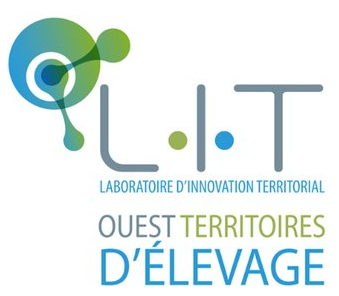 L.I.T
LABORATOIRE D'INNOVATION TERRITORIAL
OUEST TERRITOIRES
D'ÉLEVAGE